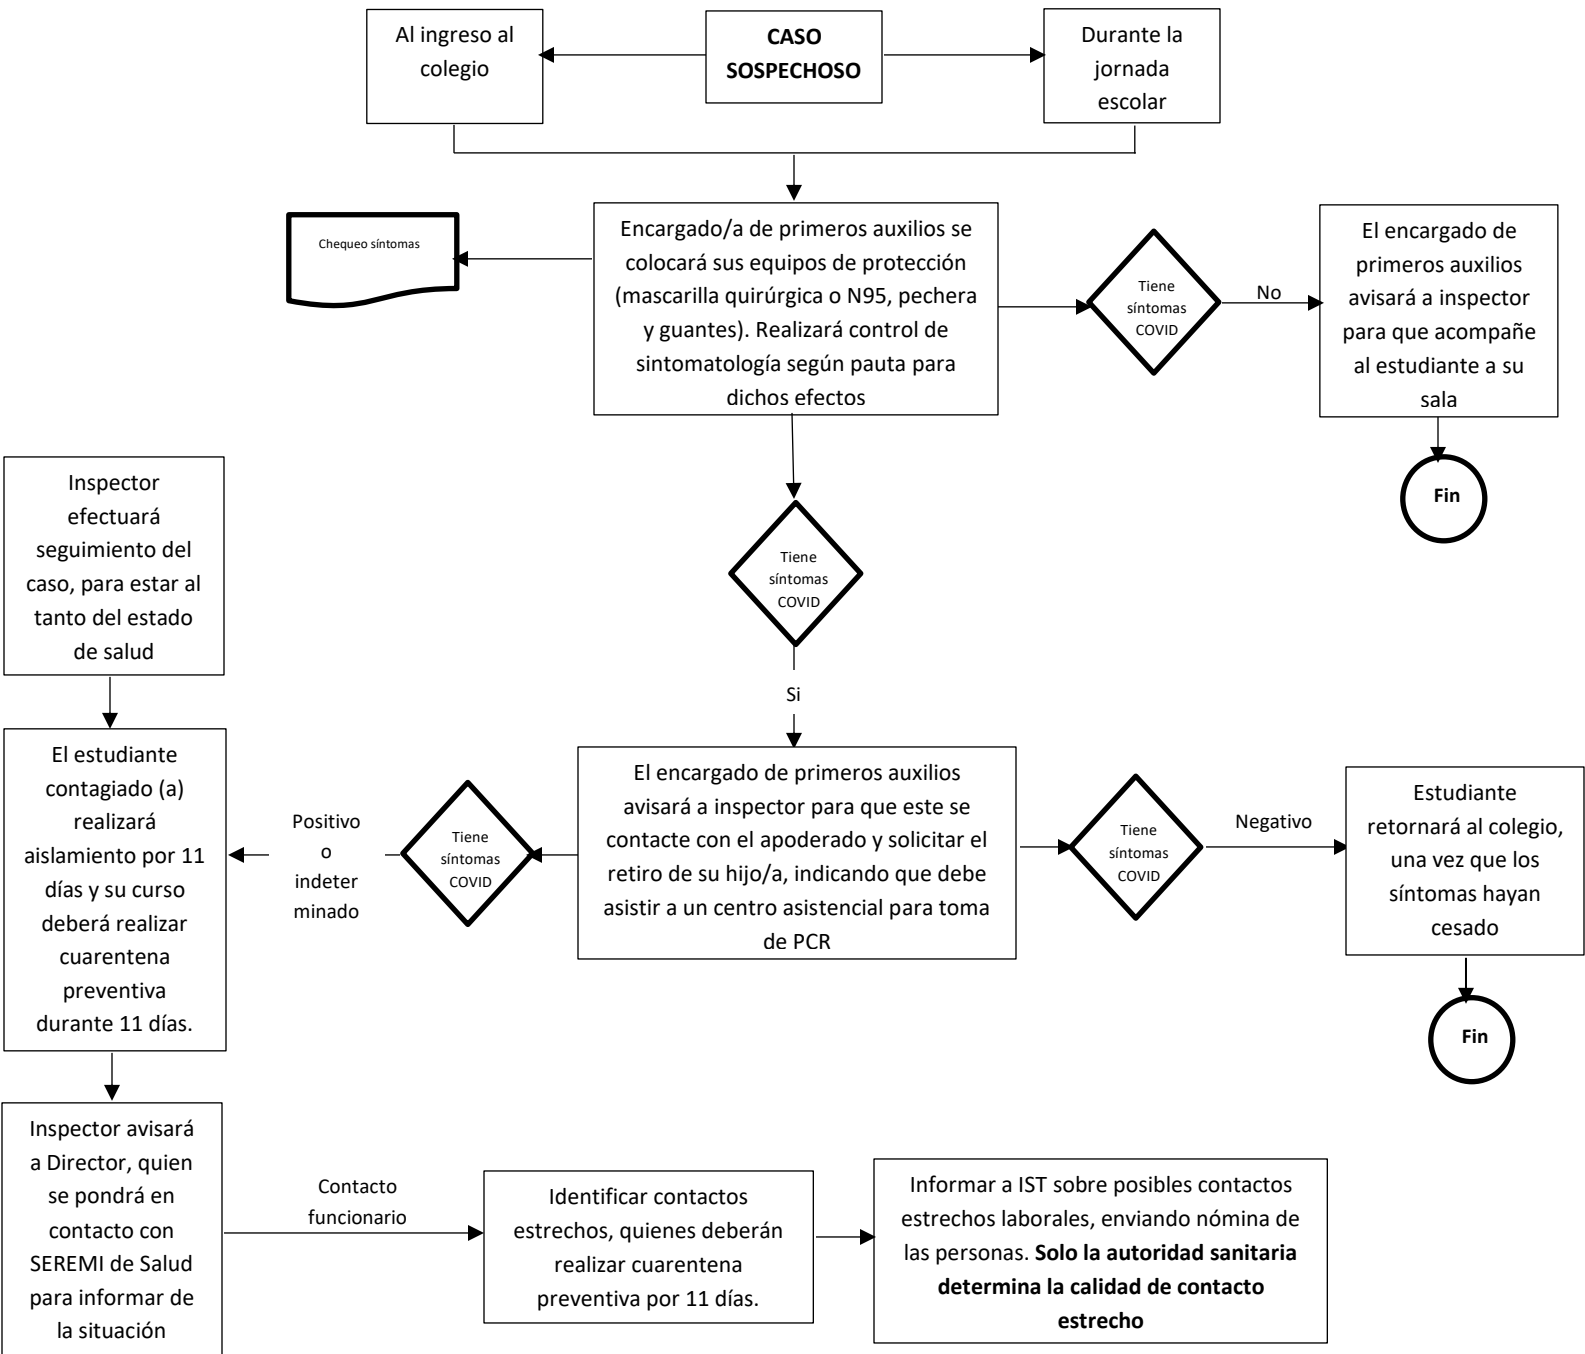 Al ingreso al
colegio
CASO
SOSPECHOSO
Durante la
jornada
escolar
Chequeo síntomas
Encargado/a de primeros auxilios se
colocará sus equipos de protección
(mascarilla quirúrgica o N95, pechera
y guantes). Realizará control de
sintomatología según pauta para
dichos efectos
Tiene
síntomas
COVID
No
El encargado de
primeros auxilios
avisará a inspector
para que acompañe
al estudiante a su
sala
Fin
Inspector
efectuará
seguimiento del
caso, para estar al
tanto del estado
de salud
Tiene
síntomas
COVID
Si
El estudiante
contagiado (a)
realizará
aislamiento por 11
días y su curso
deberá realizar
cuarentena
preventiva
durante 11 días.
Positivo
o
indeter
minado
Tiene
síntomas
COVID
El encargado de primeros auxilios
avisará a inspector para que este se
contacte con el apoderado y solicitar el
retiro de su hijo/a, indicando que debe
asistir a un centro asistencial para toma
de PCR
Tiene
síntomas
COVID
Negativo
Estudiante
retornará al colegio,
una vez que los
síntomas hayan
cesado
Fin
Inspector avisará
a Director, quien
se pondrá en
contacto con
SEREMI de Salud
para informar de
la situación
Contacto
funcionario
Identificar contactos
estrechos, quienes deberán
realizar cuarentena
preventiva por 11 días.
Informar a IST sobre posibles contactos
estrechos laborales, enviando nómina de
las personas. Solo la autoridad sanitaria
determina la calidad de contacto
estrecho